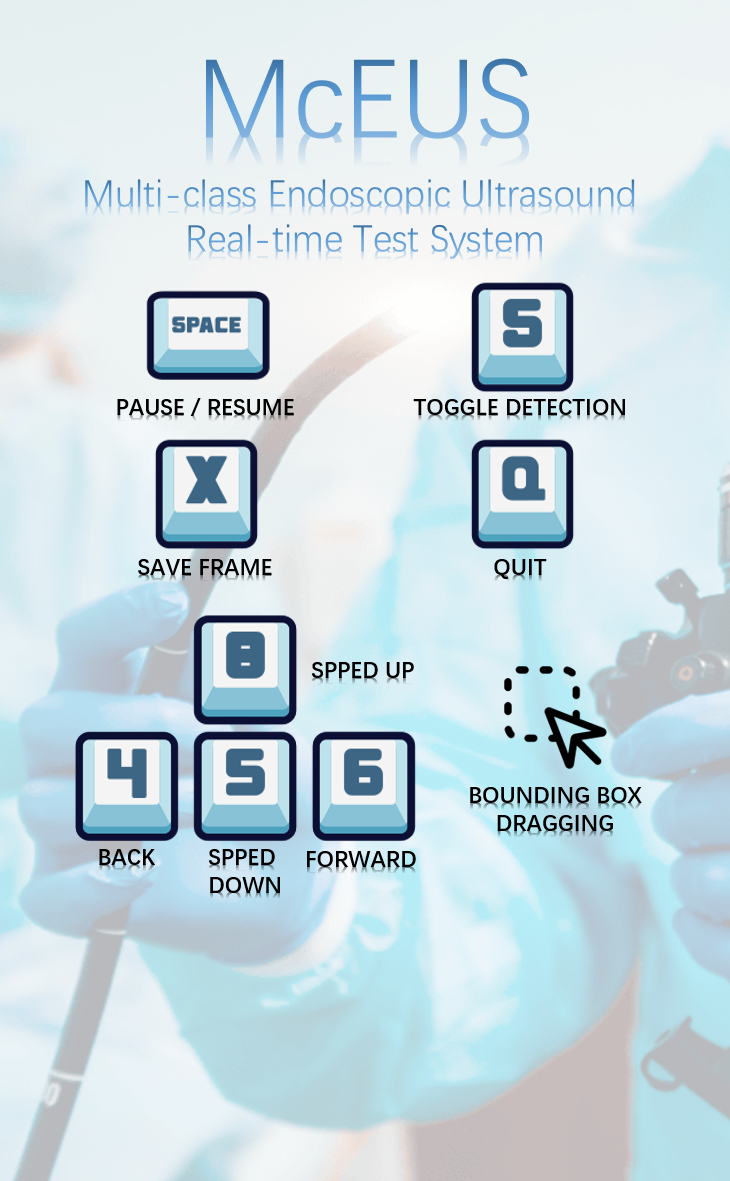 McEUS
Multi-class Endoscopic Ultrasound
Real-time Test System
SPACE
PAUSE / RESUME
S
TOGGLE DETECTION
X
SAVE FRAME
Q
QUIT
8
SPPED UP
4
BACK
5
SPPED
DOWN
6
FORWARD
BOUNDING BOX
DRAGGING